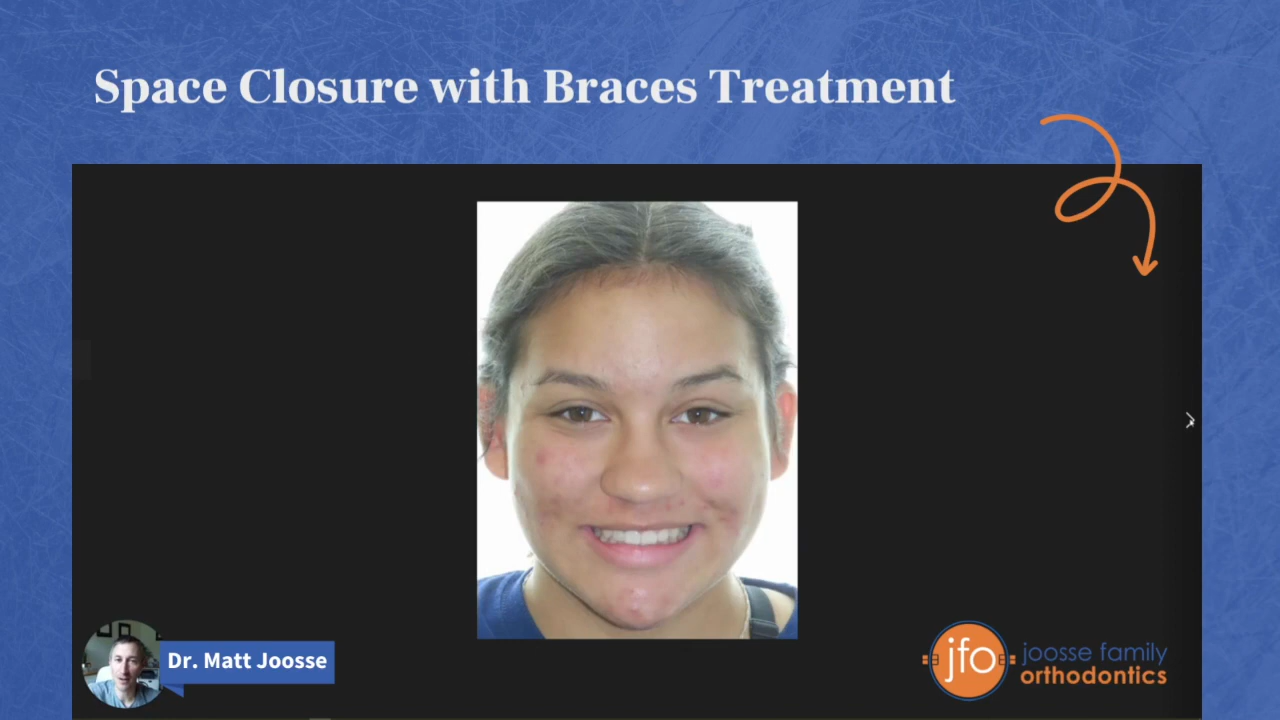 Space Closure with Braces Treatment
Dr. Matt Joosse
jfo
joosse family
orthodontics